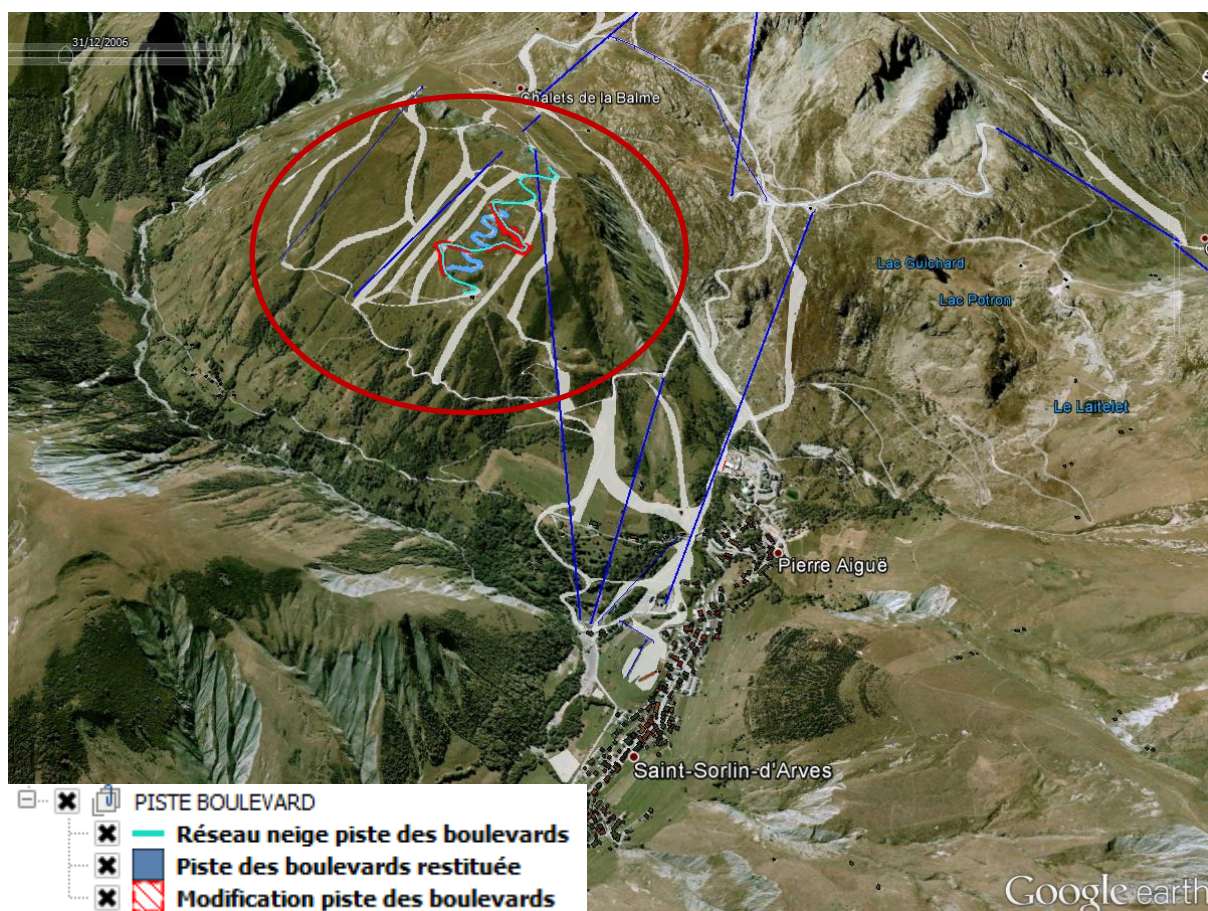 31/12/2006
Chalets de la Balme
Lac Guichard
Lac Potron
Le Laitelet
Pierre Aiguë
Saint-Sorlin-d'Arves
PISTE BOULEVARD
Réseau neige piste des boulevards
Piste des boulevards restituée
Modification piste des boulevards
Google earth